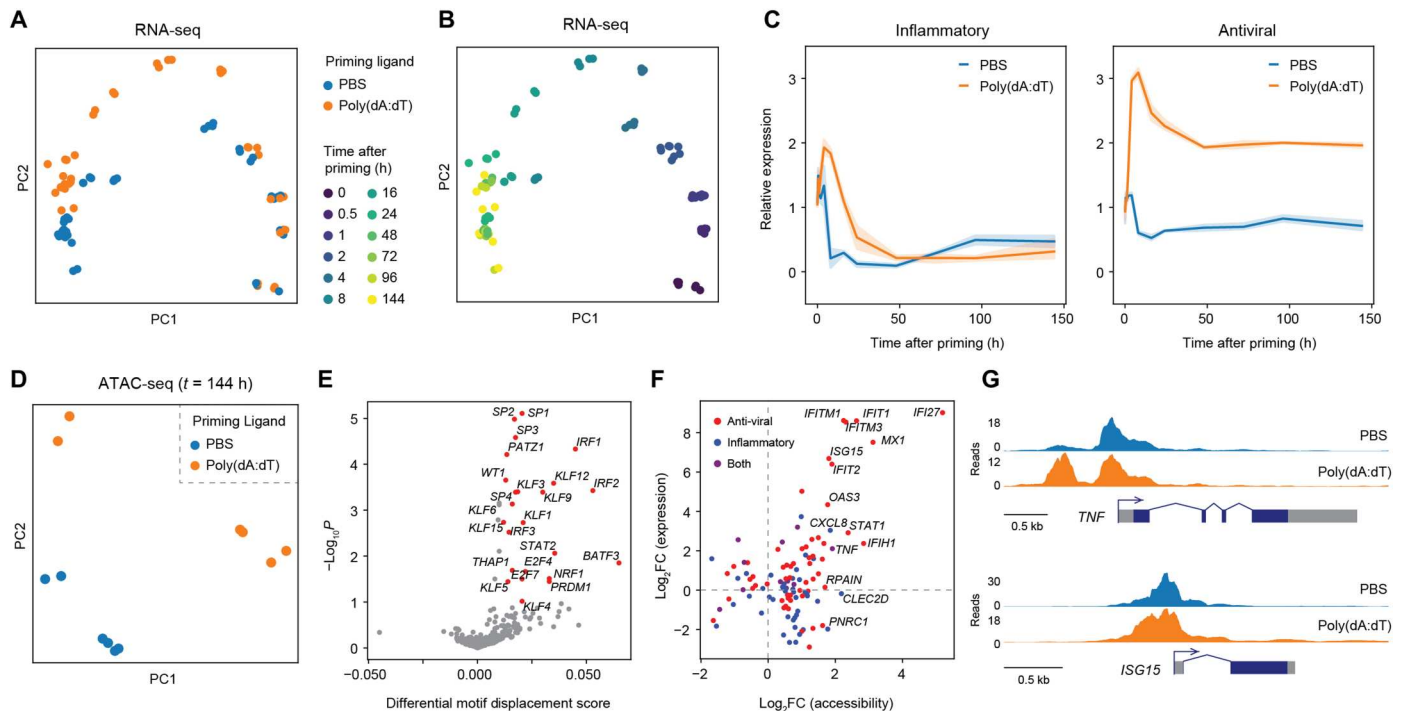 A
RNA-seq
PC2
PC1
Priming ligand
PBS
Poly(dA:dT)
Time after
priming (h)
0
16
0.5
24
1
48
2
72
4
96
8
144
B
RNA-seq
PC2
PC1
C
Inflammatory
Antiviral
PBS
Poly(dA:dT)
PBS
Poly(dA:dT)
Relative expression
3
2
1
0
3
2
1
0
0
50
100
150
0
50
100
150
Time after priming (h)
Time after priming (h)
D
ATAC-seq (t = 144 h)
Priming Ligand
PBS
Poly(dA:dT)
PC2
PC1
E
−Log10P
5
4
3
2
1
0
SP2
SP1
SP3
PATZ1
IRF1
WT1
KLF12
KLF3
IRF2
SP4
KLF9
KLF6
KLF1
KLF15
IRF3
STAT2
BATF3
THAP1
E2F4
E2F7
NRF1
KLF5
PRDM1
KLF4
−0.050
0.000
0.050
Differential motif displacement score
F
Log2FC (expression)
8
6
4
2
0
−2
Anti-viral
Inflammatory
Both
IFITM1
IFIT1
IFI27
IFITM3
MX1
ISG15
IFIT2
OAS3
CXCL8
STAT1
TNF
IFIH1
RPAIN
CLEC2D
PNRC1
−2
0
2
4
Log2FC (accessibility)
G
18
0
Reads
15
0
PBS
Poly(dA:dT)
0.5 kb
TNF
30
0
Reads
18
0
PBS
Poly(dA:dT)
0.5 kb
ISG15